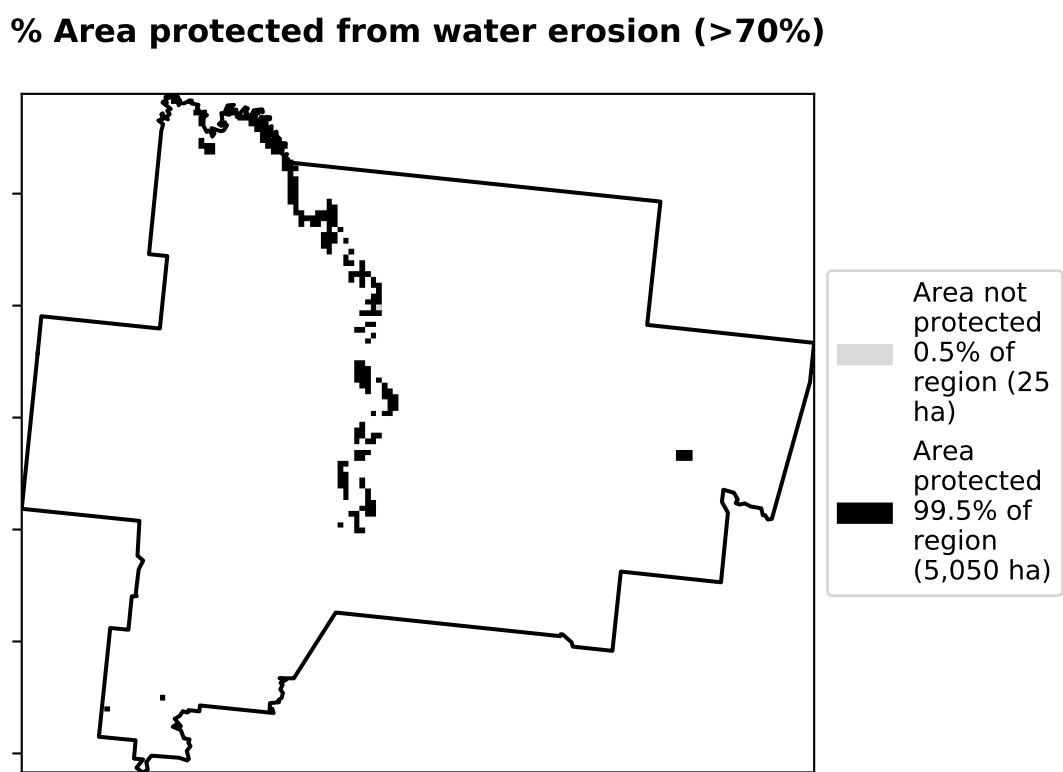 % Area protected from water erosion (>70%)
Area not
protected
0.5% of
region (25
ha)
Area
protected
99.5% of
region
(5,050 ha)